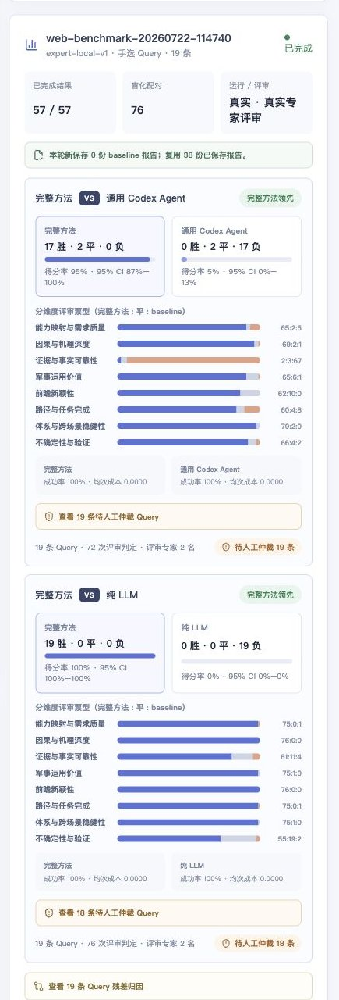 web-benchmark-20260722-114740
已完成
expert-local-v1 · 手选 Query · 19 条
已完成结果
57 / 57
盲化配对
76
运行 / 评审
真实 · 真实专
家评审
本轮新保存 0 份 baseline 报告；复用 38 份已保存报告。
完整方法 VS 通用 Codex Agent
完整方法领先
完整方法
17 胜 · 2 平 · 0 负
得分率 95% · 95% CI 87%—
100%
通用 Codex Agent
0 胜 · 2 平 · 17 负
得分率 5% · 95% CI 0%—
13%
分维度评审票型（完整方法 : 平 : baseline）
能力映射与需求质量 65:2:5
因果与机理深度 69:2:1
证据与事实可靠性 2:3:67
军事运用价值 65:6:1
前瞻新颖性 62:10:0
路径与任务完成 60:4:8
体系与跨场景稳健性 70:2:0
不确定性与验证 66:4:2
完整方法
成功率 100% · 均次成本 0.0000
通用 Codex Agent
成功率 100% · 均次成本 0.0000
查看 19 条待人工仲裁 Query
19 条 Query · 72 次评审判定 · 评审专家 2 名
待人工仲裁 19 条
完整方法 VS 纯 LLM
完整方法领先
完整方法
19 胜 · 0 平 · 0 负
得分率 100% · 95% CI
100%—100%
纯 LLM
0 胜 · 0 平 · 19 负
得分率 0% · 95% CI 0%—0%
分维度评审票型（完整方法 : 平 : baseline）
能力映射与需求质量 75:0:1
因果与机理深度 76:0:0
证据与事实可靠性 61:11:4
军事运用价值 75:1:0
前瞻新颖性 76:0:0
路径与任务完成 75:0:1
体系与跨场景稳健性 75:1:0
不确定性与验证 55:19:2
完整方法
成功率 100% · 均次成本 0.0000
纯 LLM
成功率 100% · 均次成本 0.0000
查看 18 条待人工仲裁 Query
19 条 Query · 76 次评审判定 · 评审专家 2 名
待人工仲裁 18 条
查看 19 条 Query 残差归因